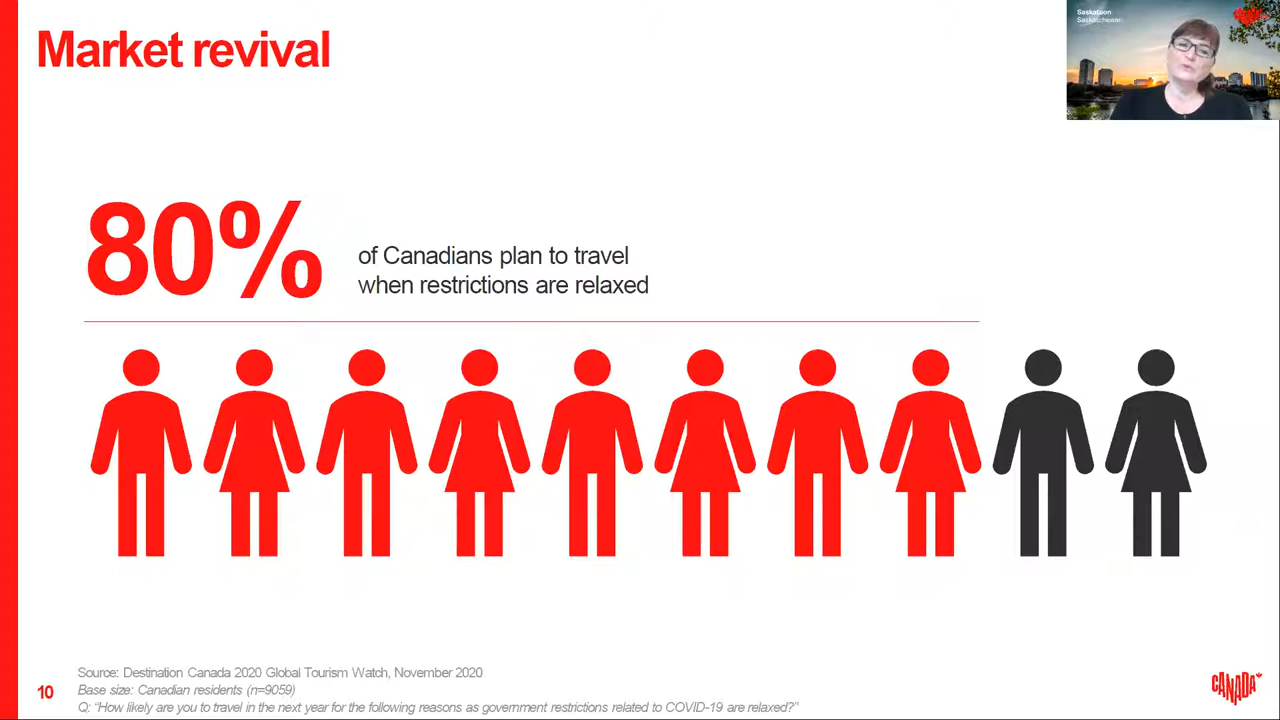 Market revival
Saskatoon
Saskatchewan
80%
of Canadians plan to travel
when restrictions are relaxed
Source: Destination Canada 2020 Global Tourism Watch, November 2020
Base size: Canadian residents (n=9059)
Q: “How likely are you to travel in the next year for the following reasons as government restrictions related to COVID-19 are relaxed?”
10
CANADA